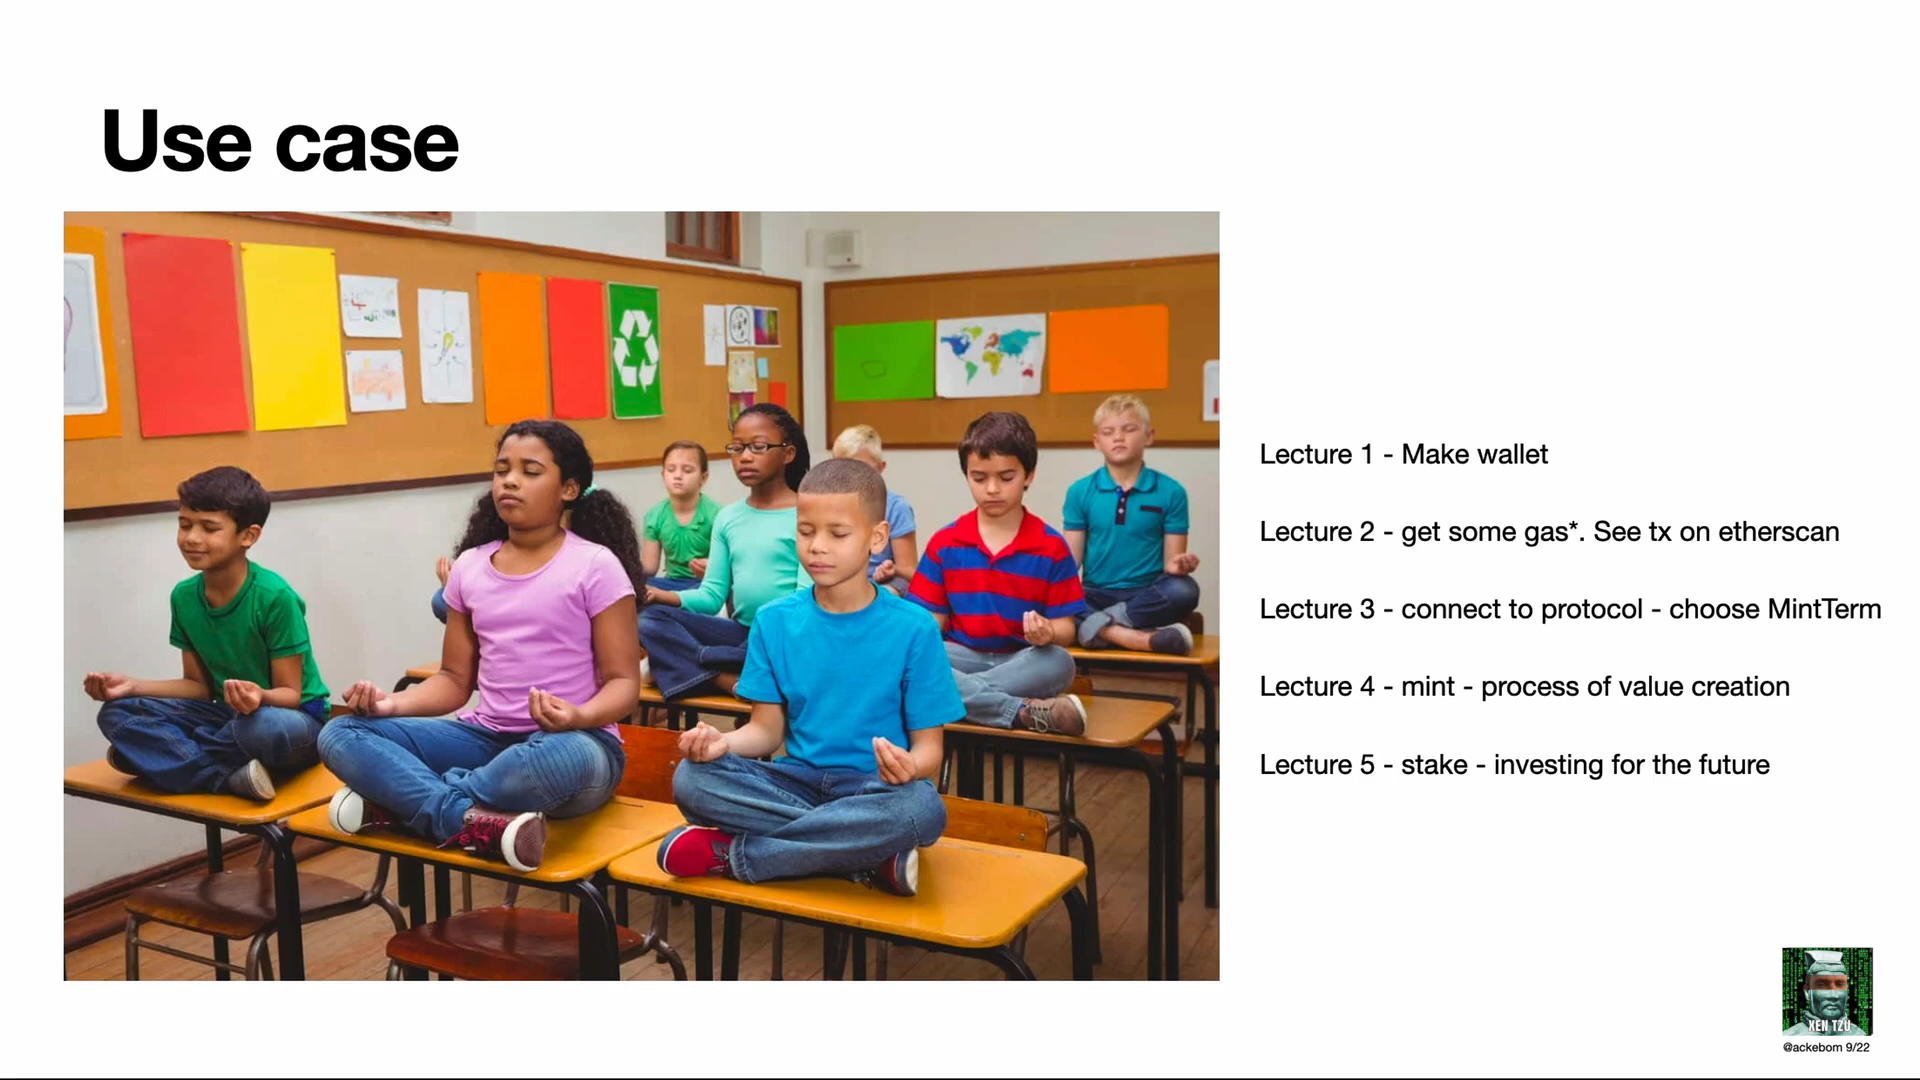 Use case
Lecture 1 - Make wallet
Lecture 2 - get some gas*. See tx on etherscan
Lecture 3 - connect to protocol - choose MintTerm
Lecture 4 - mint - process of value creation
Lecture 5 - stake - investing for the future
XEN TZU
@ackebom 9/22